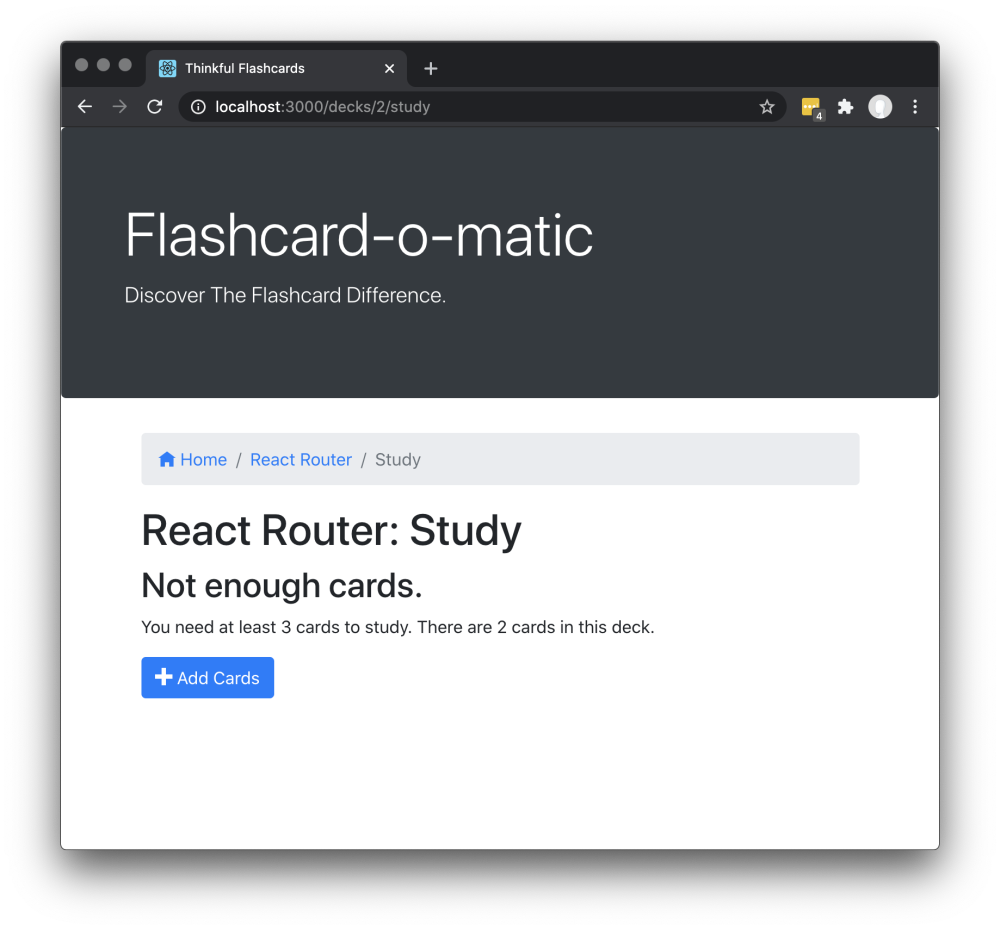 Thinkful Flashcards
localhost:3000/decks/2/study
4
Flashcard-o-matic
Discover The Flashcard Difference.
Home / React Router / Study
React Router: Study
Not enough cards.
You need at least 3 cards to study. There are 2 cards in this deck.
Add Cards